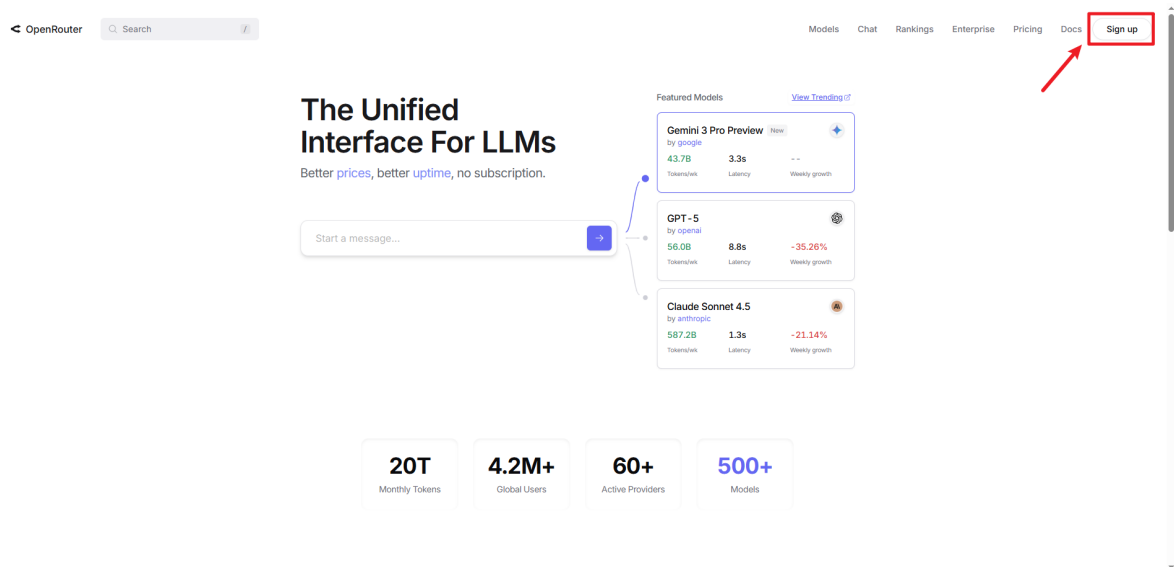 OpenRouter
Search
/
Models
Chat
Rankings
Enterprise
Pricing
Docs
Sign up
The Unified
Interface For LLMs
Better prices, better uptime, no subscription.
Start a message...
Featured Models
View Trending
Gemini 3 Pro Preview New
by google
43.7B 3.3s --
Tokens/wk Latency Weekly growth
GPT-5
by openai
56.0B 8.8s -35.26%
Tokens/wk Latency Weekly growth
Claude Sonnet 4.5
by anthropic
587.2B 1.3s -21.14%
Tokens/wk Latency Weekly growth
20T
Monthly Tokens
4.2M+
Global Users
60+
Active Providers
500+
Models